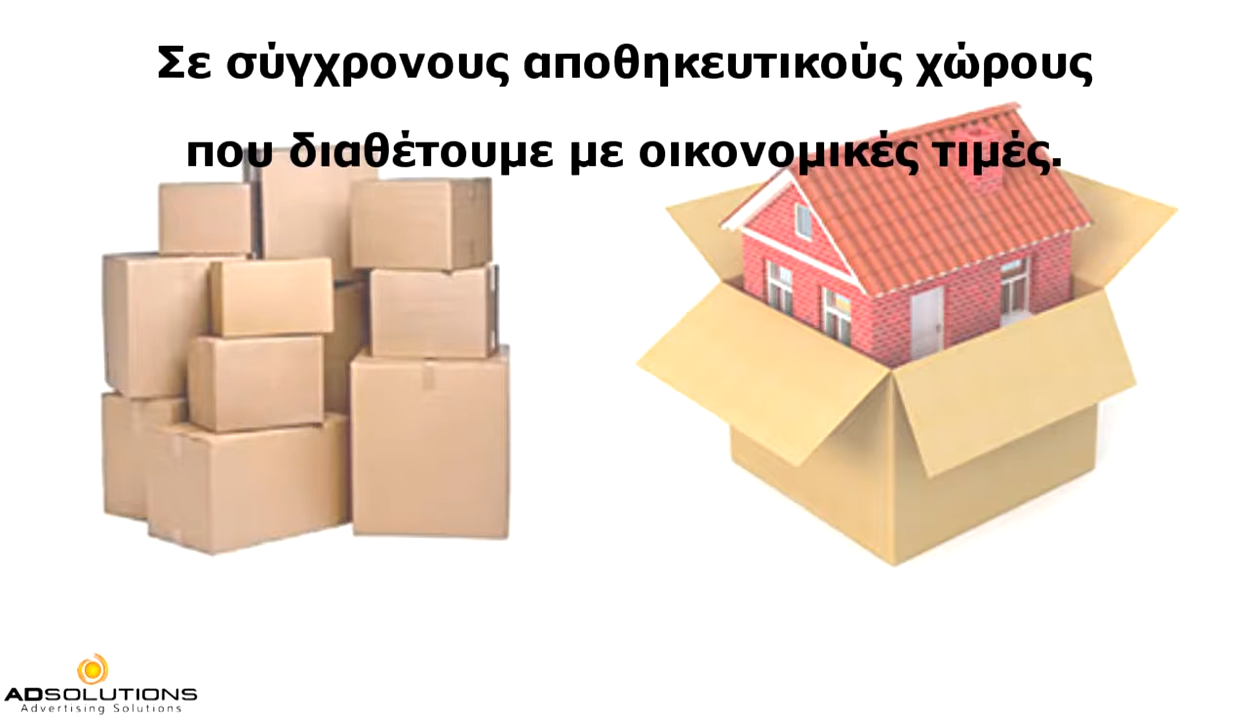 Σε σύγχρονους αποθηκευτικούς χώρους
που διαθέτουμε με οικονομικές τιμές.
ADSOLUTIONS
Advertising Solutions